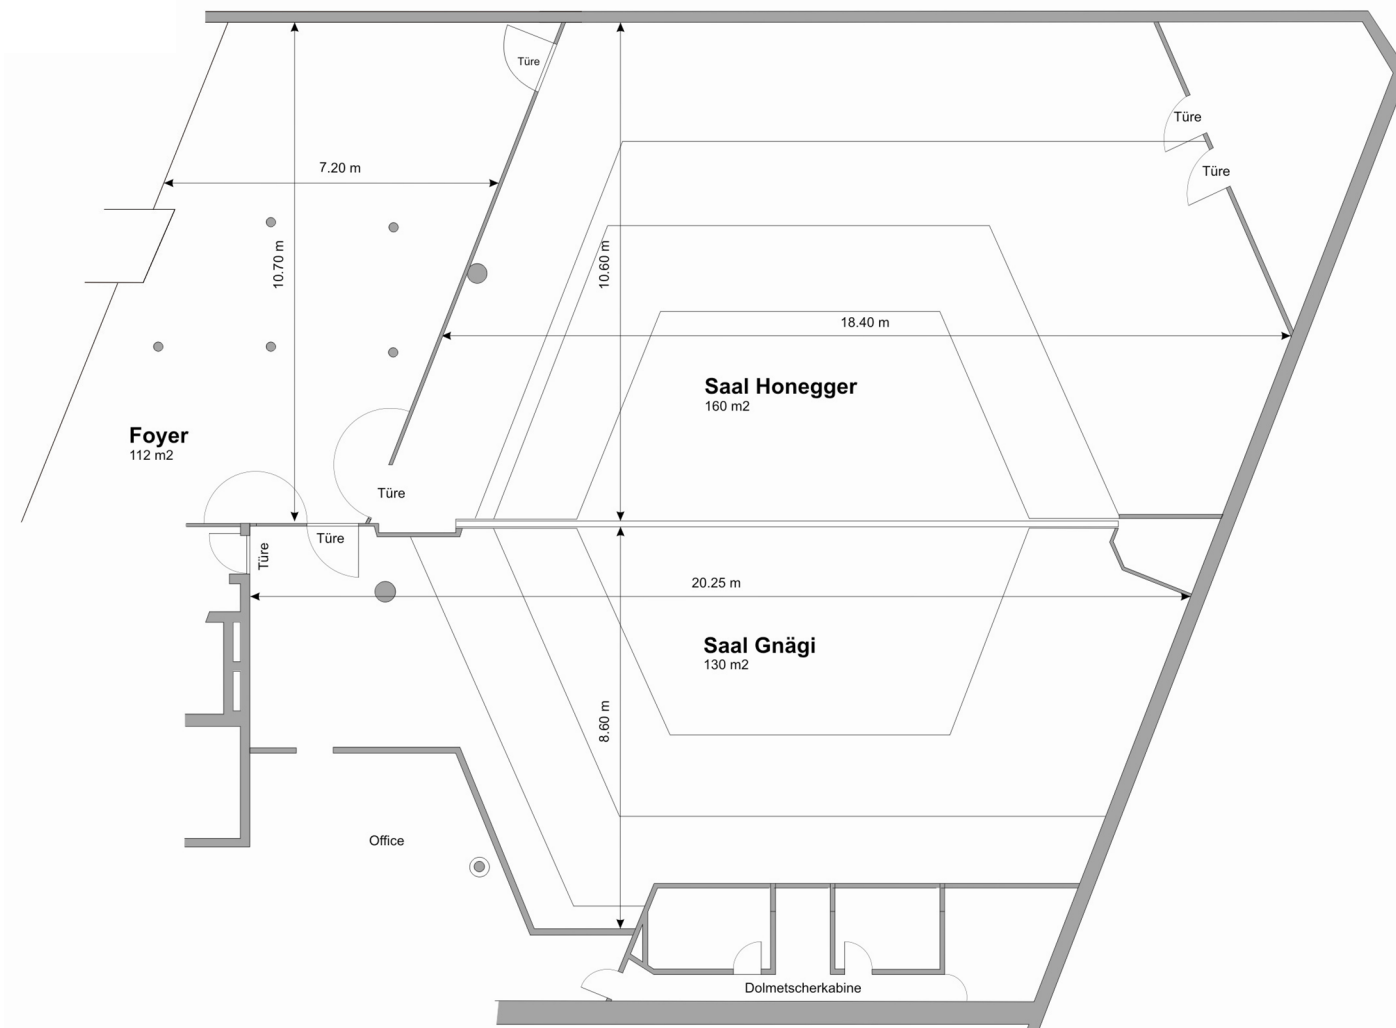 Türe
Türe
7.20 m
Türe
10.70 m
10.60 m
18.40 m
Saal Honegger
160 m2
Foyer
112 m2
Türe
Türe
Türe
20.25 m
Saal Gnägi
130 m2
8.60 m
Office
Dolmetscherkabine